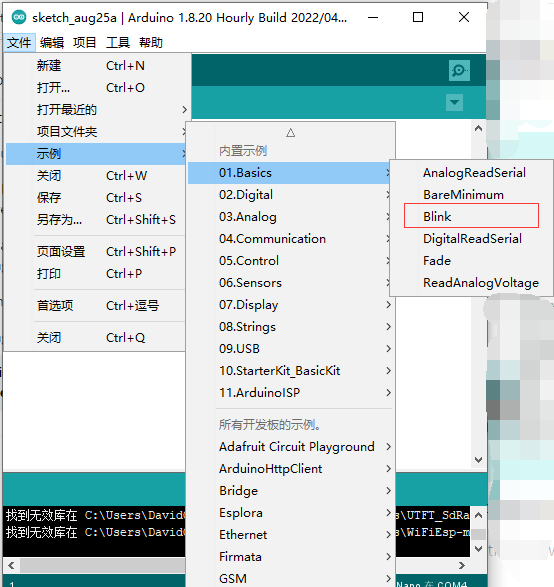 sketch_aug25a | Arduino 1.8.20 Hourly Build 2022/04...
文件 编辑 项目 工具 帮助
新建 Ctrl+N
打开... Ctrl+O
打开最近的
项目文件夹
示例
关闭 Ctrl+W
保存 Ctrl+S
另存为... Ctrl+Shift+S
页面设置 Ctrl+Shift+P
打印 Ctrl+P
首选项 Ctrl+逗号
关闭 Ctrl+Q
内置示例
01.Basics
02.Digital
03.Analog
04.Communication
05.Control
06.Sensors
07.Display
08.Strings
09.USB
10.StarterKit_BasicKit
11.ArduinoISP
所有开发板的示例。
Adafruit Circuit Playground
ArduinoHttpClient
Bridge
Esplora
Ethernet
Firmata
GSM
AnalogReadSerial
BareMinimum
Blink
DigitalReadSerial
Fade
ReadAnalogVoltage
找到无效库在 C:\Users\David s\UTFT_SdRa
找到无效库在 C:\Users\David s\WiFiEsp-m
1 Nano 在 COM4